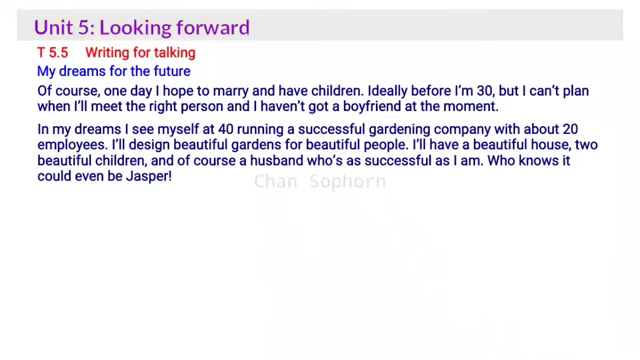 Unit 5: Looking forward
T 5.5 Writing for talking
My dreams for the future
Of course, one day I hope to marry and have children. Ideally before I'm 30, but I can't plan
when I'll meet the right person and I haven't got a boyfriend at the moment.
In my dreams I see myself at 40 running a successful gardening company with about 20
employees. I'll design beautiful gardens for beautiful people. I'll have a beautiful house, two
beautiful children, and of course a husband who's as successful as I am. Who knows it
could even be Jasper!
Chan Sophorn